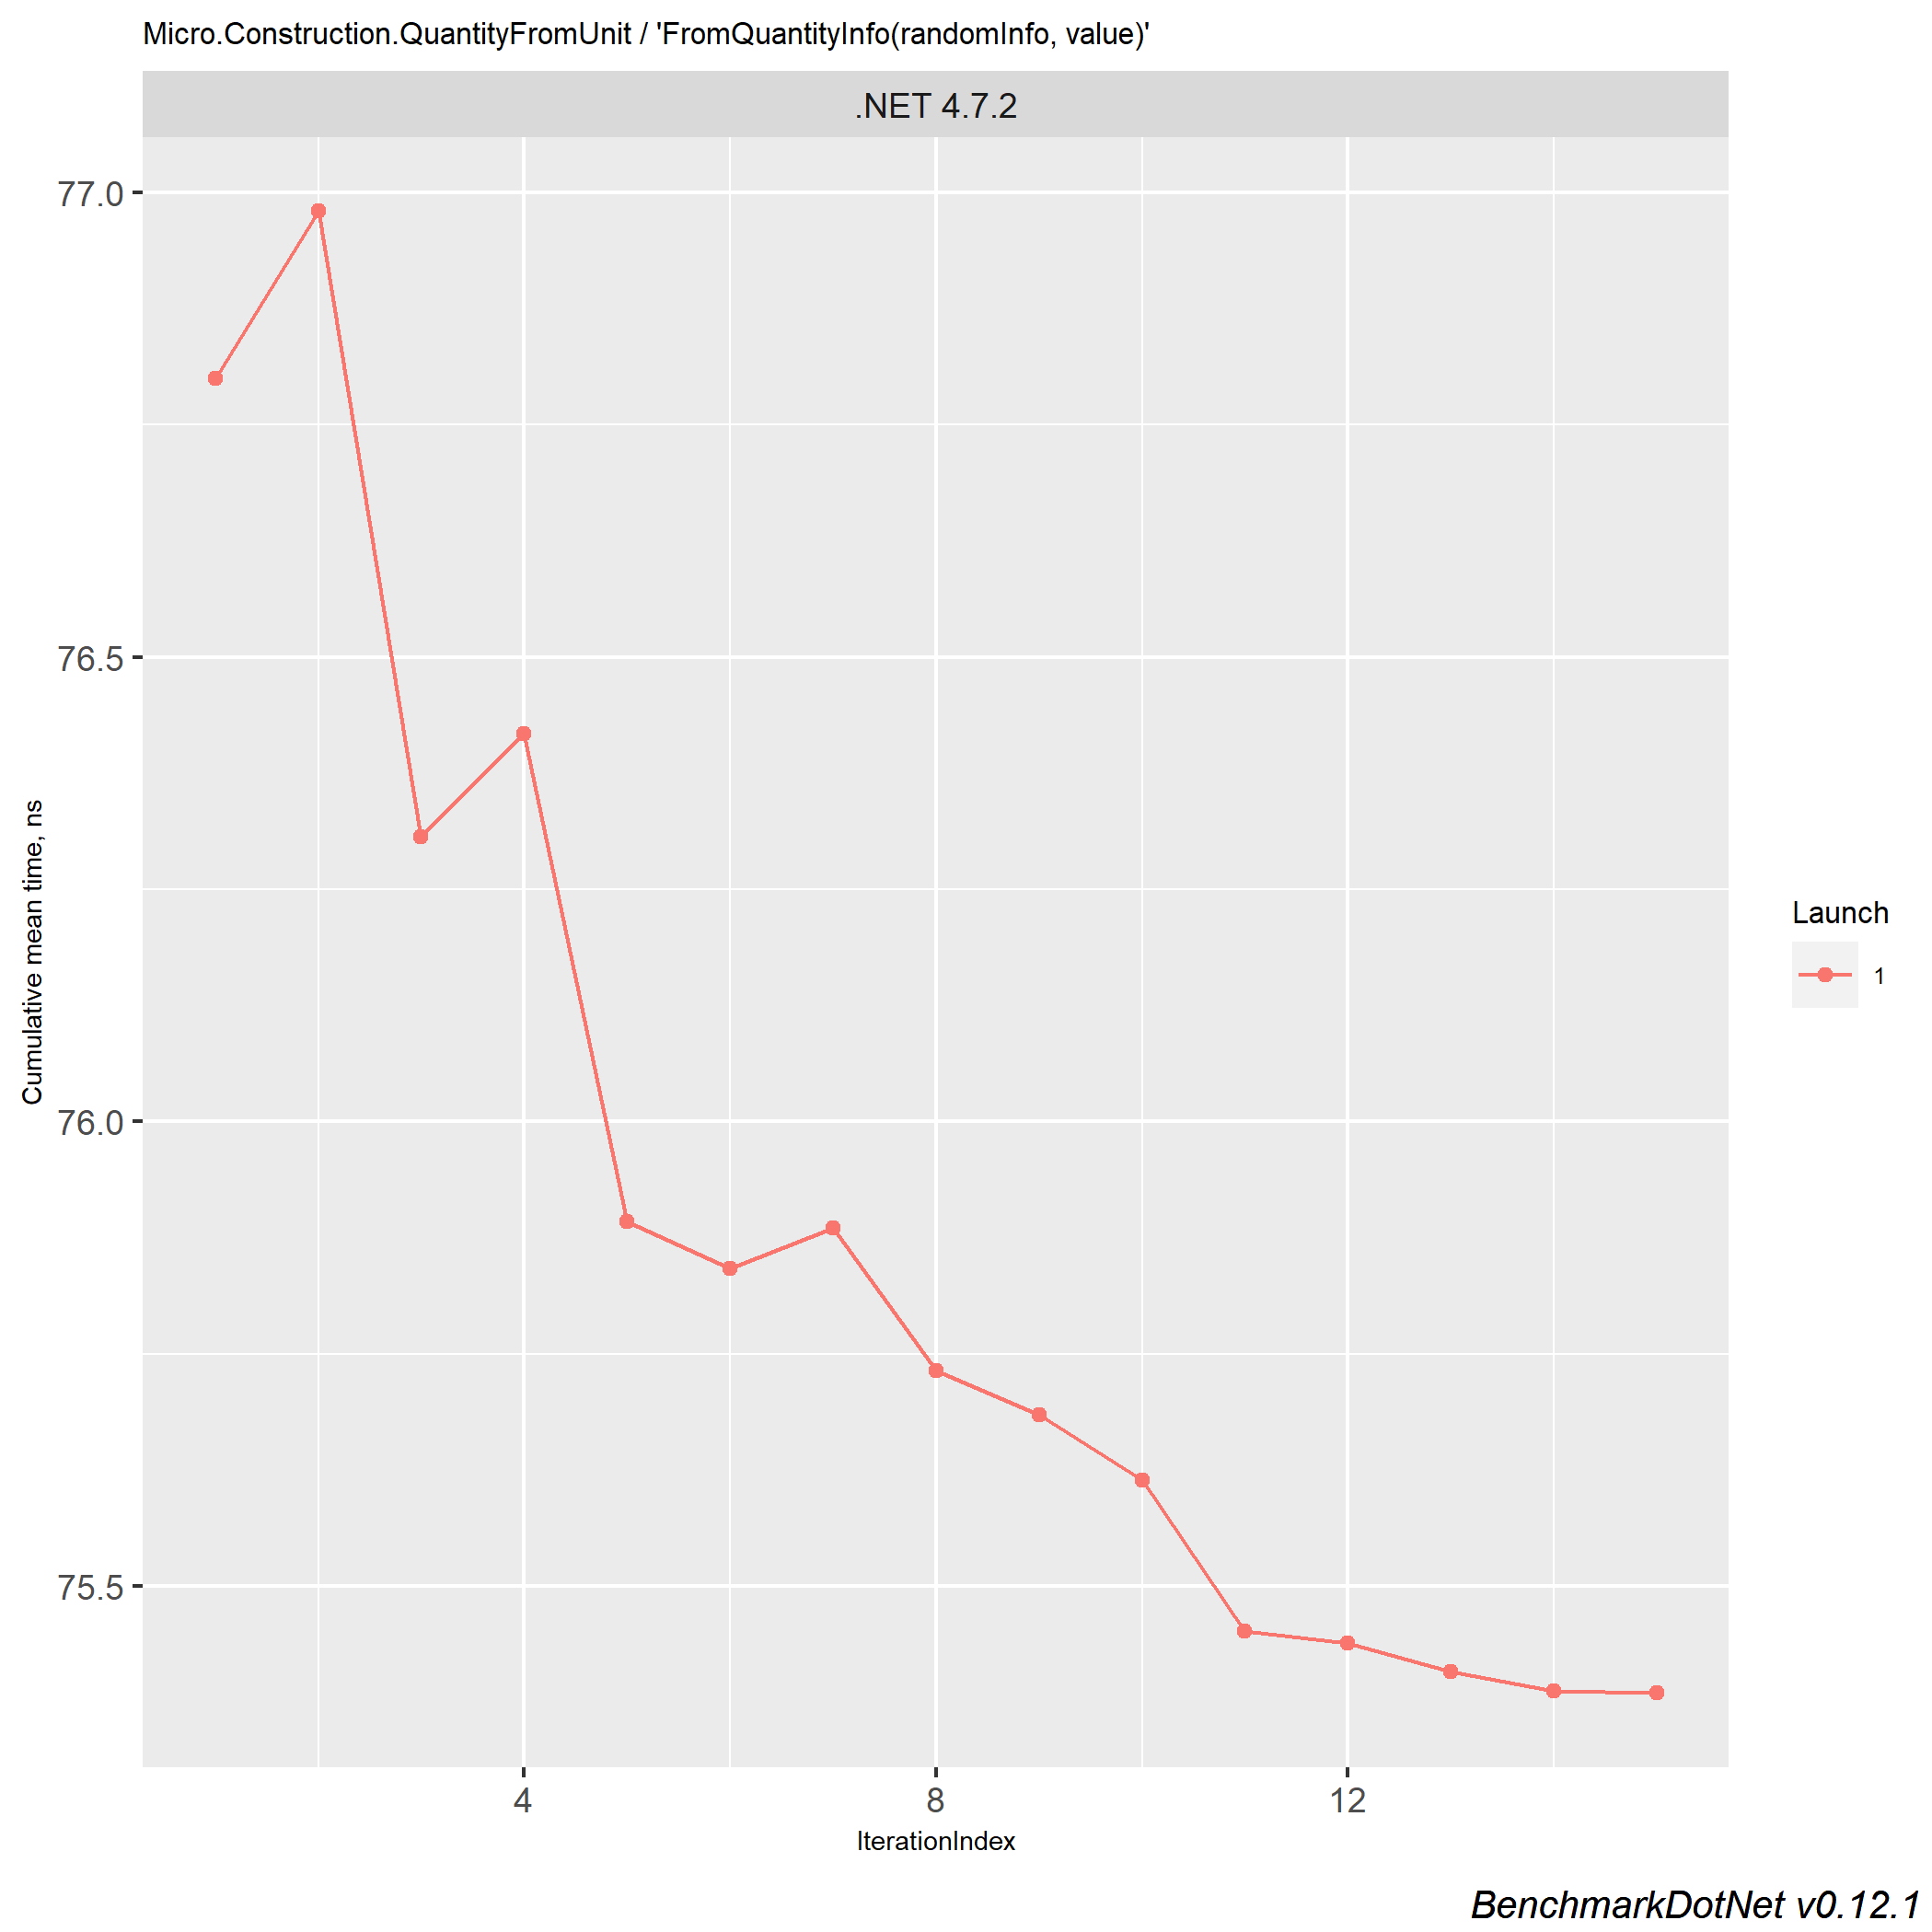 Micro.Construction.QuantityFromUnit / 'FromQuantityInfo(randomInfo, value)'
.NET 4.7.2
77.0
76.5
76.0
75.5
Cumulative mean time, ns
4
8
12
IterationIndex
Launch
1
BenchmarkDotNet v0.12.1